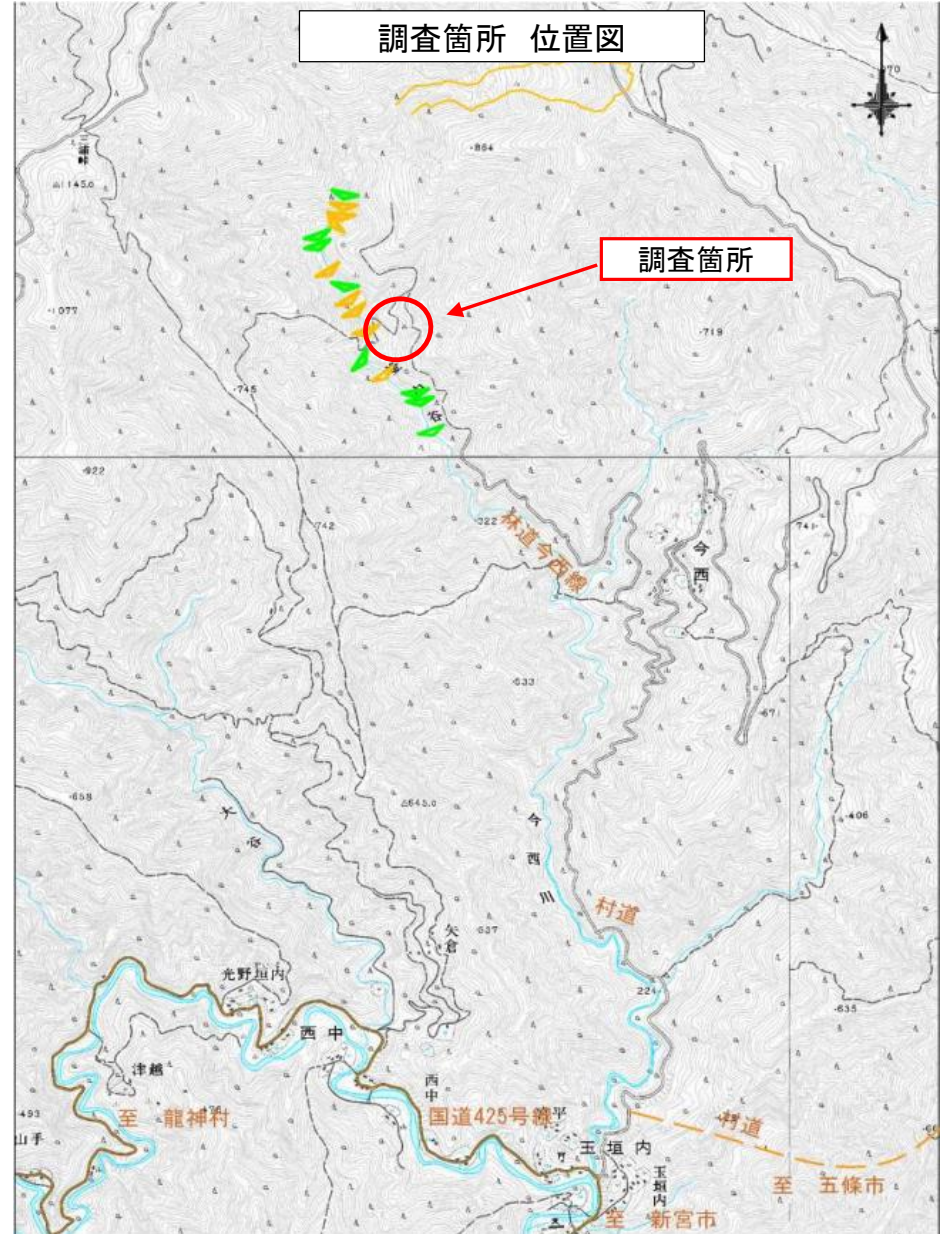 調査箇所 位置図
三浦峠
1145.0
・864
調査箇所
・1077
・719
・745
・922
・742
・322
林道今西線
今西
741・
・533
・671
・658
△645.0
・406
大谷
今西川
村道
矢倉
・637
光野垣内
224
・635
西中
津越
西中
・493
至 龍神村
国道425号線
村道
山手
玉垣内
玉垣内
至 五條市
至 新宮市